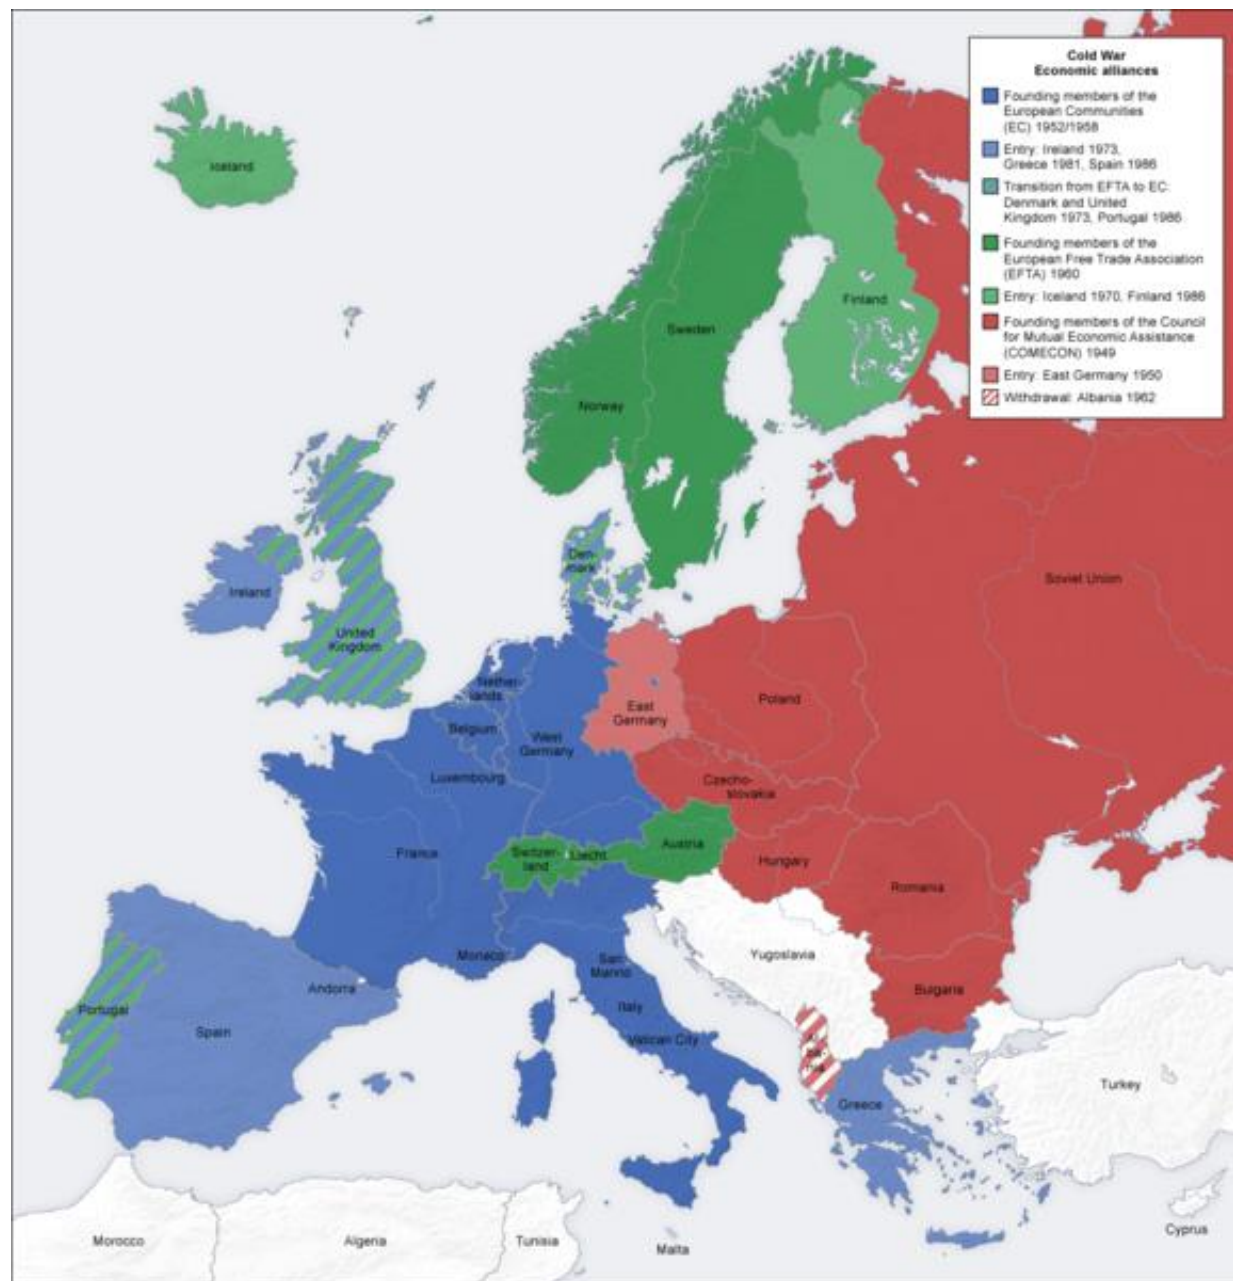 Cold War
Economic alliances
Founding members of the
European Communities
(EC) 1952/1958
Entry: Ireland 1973,
Greece 1981, Spain 1986
Transition from EFTA to EC:
Denmark and United
Kingdom 1973, Portugal 1986
Founding members of the
European Free Trade Association
(EFTA) 1960
Entry: Iceland 1970, Finland 1986
Founding members of the Council
for Mutual Economic Assistance
(COMECON) 1949
Entry: East Germany 1950
Withdrawal: Albania 1962
Iceland
Finland
Sweden
Norway
Den-
mark
Soviet Union
Ireland
United
Kingdom
Nether-
lands
East
Germany
Poland
Belgium
West
Germany
Luxembourg
Czecho-
slovakia
France
Switzer-
land
Liecht.
Austria
Hungary
Romania
Monaco
San
Marino
Yugoslavia
Andorra
Bulgaria
Portugal
Spain
Italy
Vatican City
Turkey
Greece
Morocco
Algeria
Tunisia
Malta
Cyprus